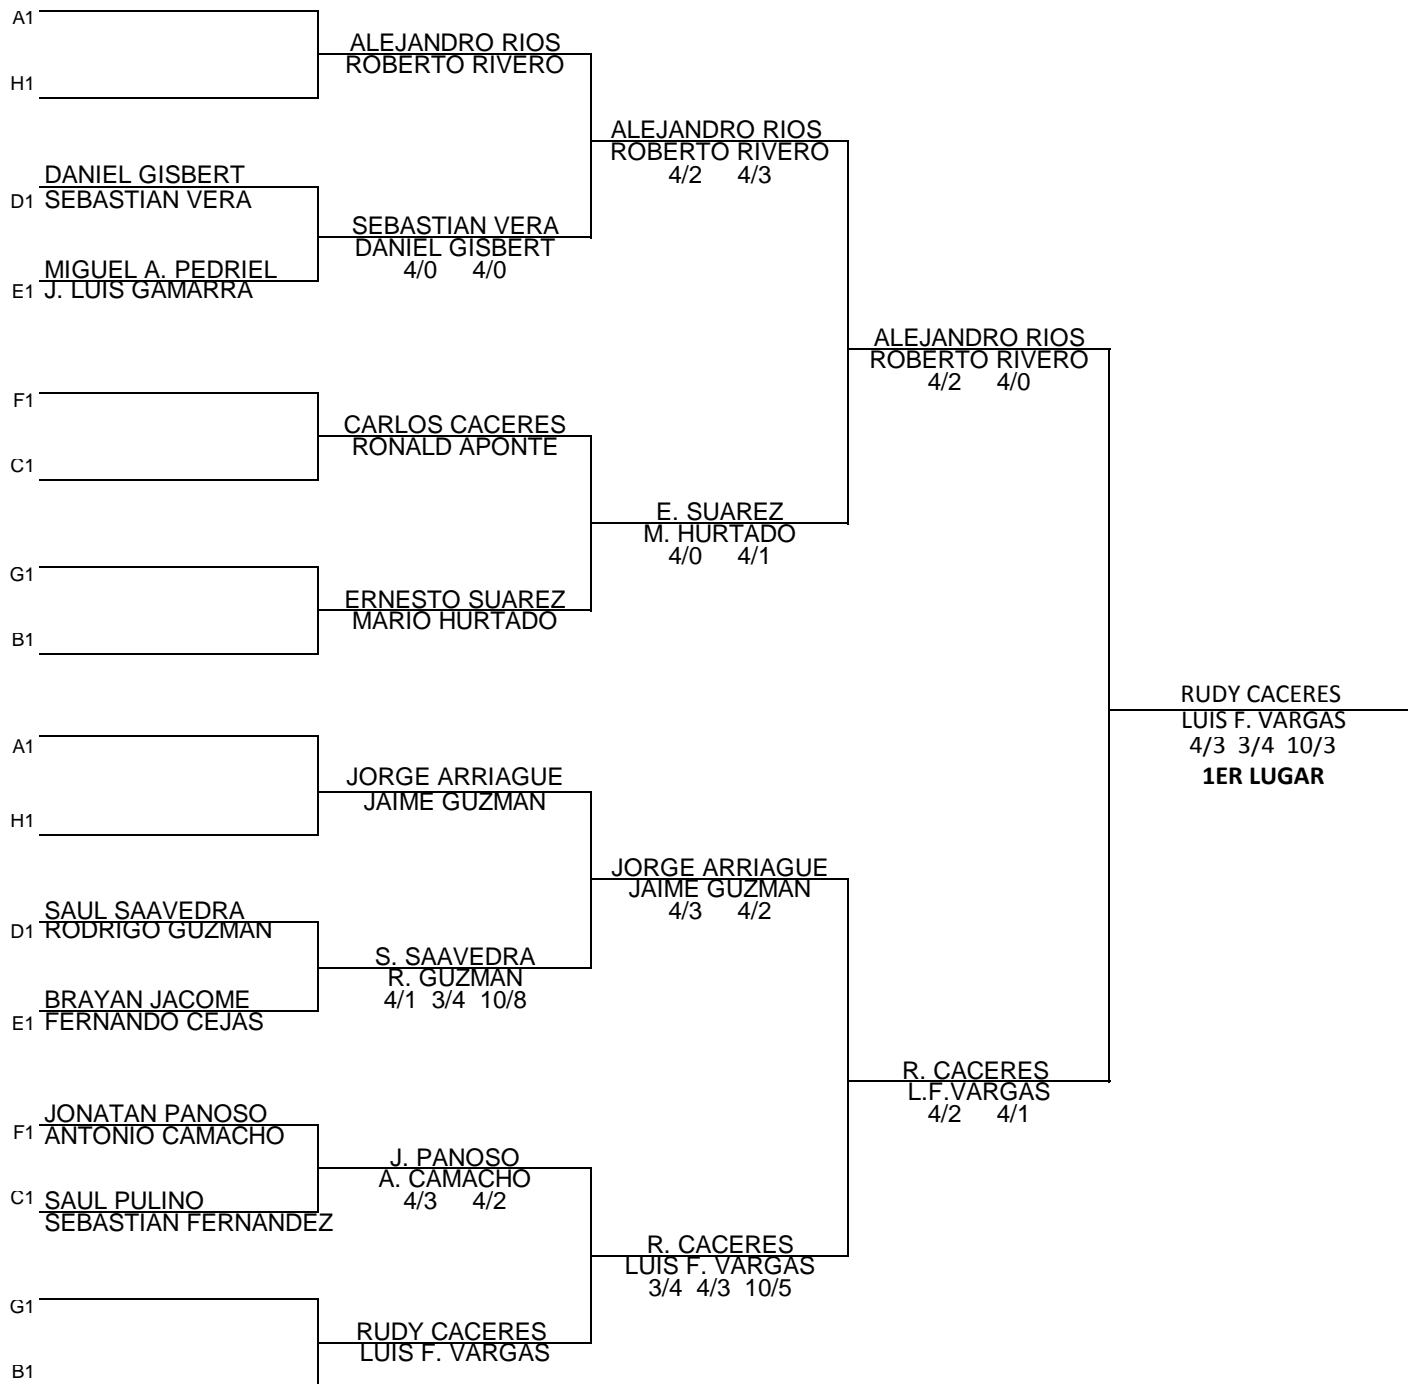 A1
H1
ALEJANDRO RIOS
ROBERTO RIVERO
DANIEL GISBERT
D1 SEBASTIAN VERA
MIGUEL A. PEDRIEL
E1 J. LUIS GAMARRA
SEBASTIAN VERA
DANIEL GISBERT
4/0 4/0
ALEJANDRO RIOS
ROBERTO RIVERO
4/2 4/3
F1
C1
CARLOS CACERES
RONALD APONTE
G1
B1
ERNESTO SUAREZ
MARIO HURTADO
E. SUAREZ
M. HURTADO
4/0 4/1
ALEJANDRO RIOS
ROBERTO RIVERO
4/2 4/0
A1
H1
JORGE ARRIAGUE
JAIME GUZMAN
SAUL SAAVEDRA
D1 RODRIGO GUZMAN
BRAYAN JACOME
E1 FERNANDO CEJAS
S. SAAVEDRA
R. GUZMAN
4/1 3/4 10/8
JORGE ARRIAGUE
JAIME GUZMAN
4/3 4/2
JONATAN PANOSO
F1 ANTONIO CAMACHO
C1 SAUL PULINO
SEBASTIAN FERNANDEZ
J. PANOSO
A. CAMACHO
4/3 4/2
G1
B1
RUDY CACERES
LUIS F. VARGAS
R. CACERES
LUIS F. VARGAS
3/4 4/3 10/5
R. CACERES
L.F.VARGAS
4/2 4/1
RUDY CACERES
LUIS F. VARGAS
4/3 3/4 10/3
1ER LUGAR